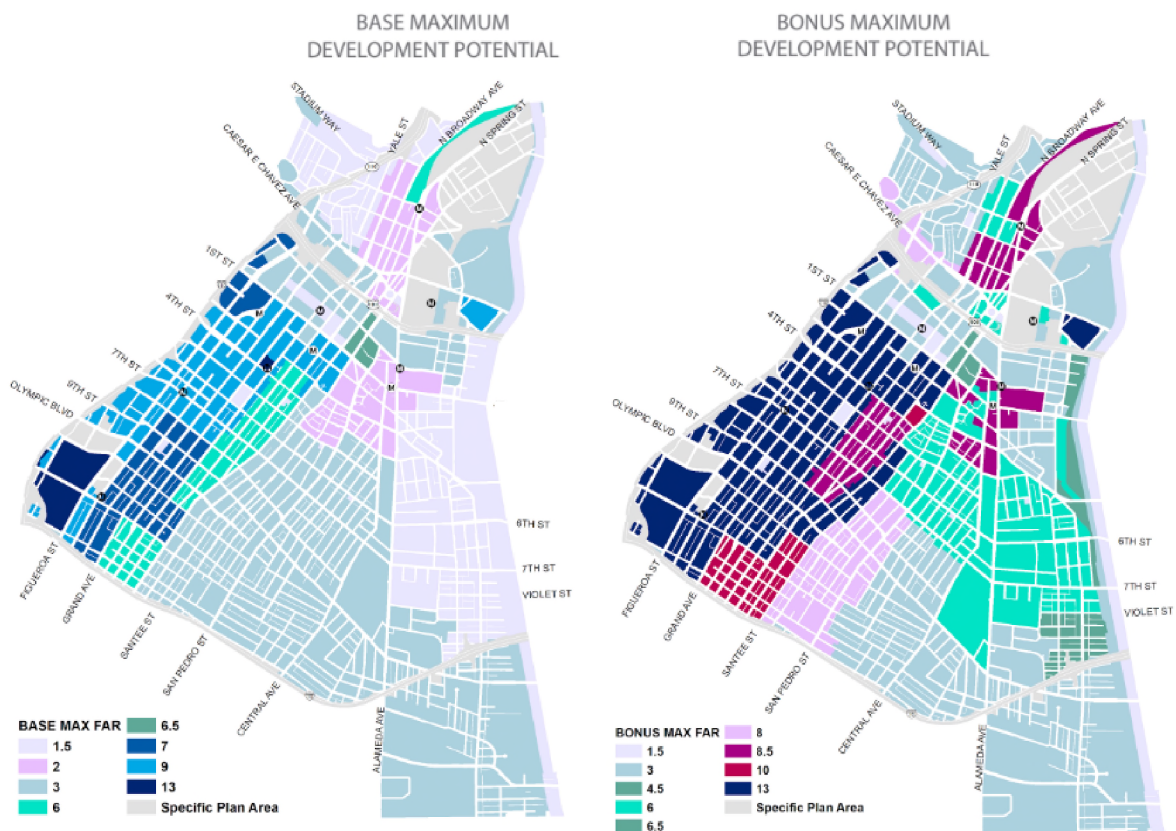 BASE MAXIMUM
DEVELOPMENT POTENTIAL
STADIUM WAY
YALE ST
N BROADWAY AVE
N SPRING ST
CAESAR E CHAVEZ AVE
110
M
1ST ST
110
4TH ST
M
M
M
101
M
M
M
7TH ST
M
9TH ST
OLYMPIC BLVD
M
6TH ST
7TH ST
VIOLET ST
FIGUEROA ST
GRAND AVE
SANTEE ST
SAN PEDRO ST
CENTRAL AVE
ALAMEDA AVE
BASE MAX FAR
1.5
2
3
6
6.5
7
9
13
Specific Plan Area
BONUS MAXIMUM
DEVELOPMENT POTENTIAL
STADIUM WAY
YALE ST
N BROADWAY AVE
N SPRING ST
CAESAR E CHAVEZ AVE
110
M
1ST ST
4TH ST
M
M
M
101
M
M
M
7TH ST
9TH ST
OLYMPIC BLVD
6TH ST
7TH ST
VIOLET ST
FIGUEROA ST
GRAND AVE
SANTEE ST
SAN PEDRO ST
CENTRAL AVE
ALAMEDA AVE
BONUS MAX FAR
1.5
3
4.5
6
6.5
8
8.5
10
13
Specific Plan Area